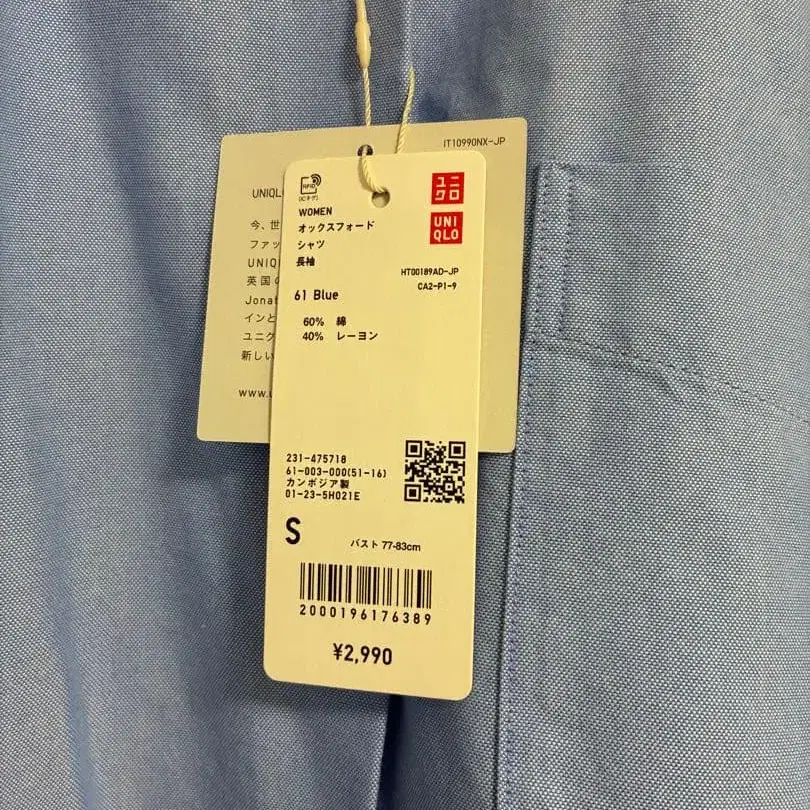 IT10990NX-JP
UNIQLO
今、世
ファッ
UNIQ
英国の
Jonat
インと
ユニク
新しい
www.u
RFID
ユニクロ
UNI
QLO
WOMEN
オックスフォード
シャツ
長袖
HT00189AD-JP
CA2-P1-9
61 Blue
60% 綿
40% レーヨン
231-475718
61-003-000(51-16)
カンボジア製
01-23-5H021E
S
バスト 77-83cm
2000196176389
¥2,990